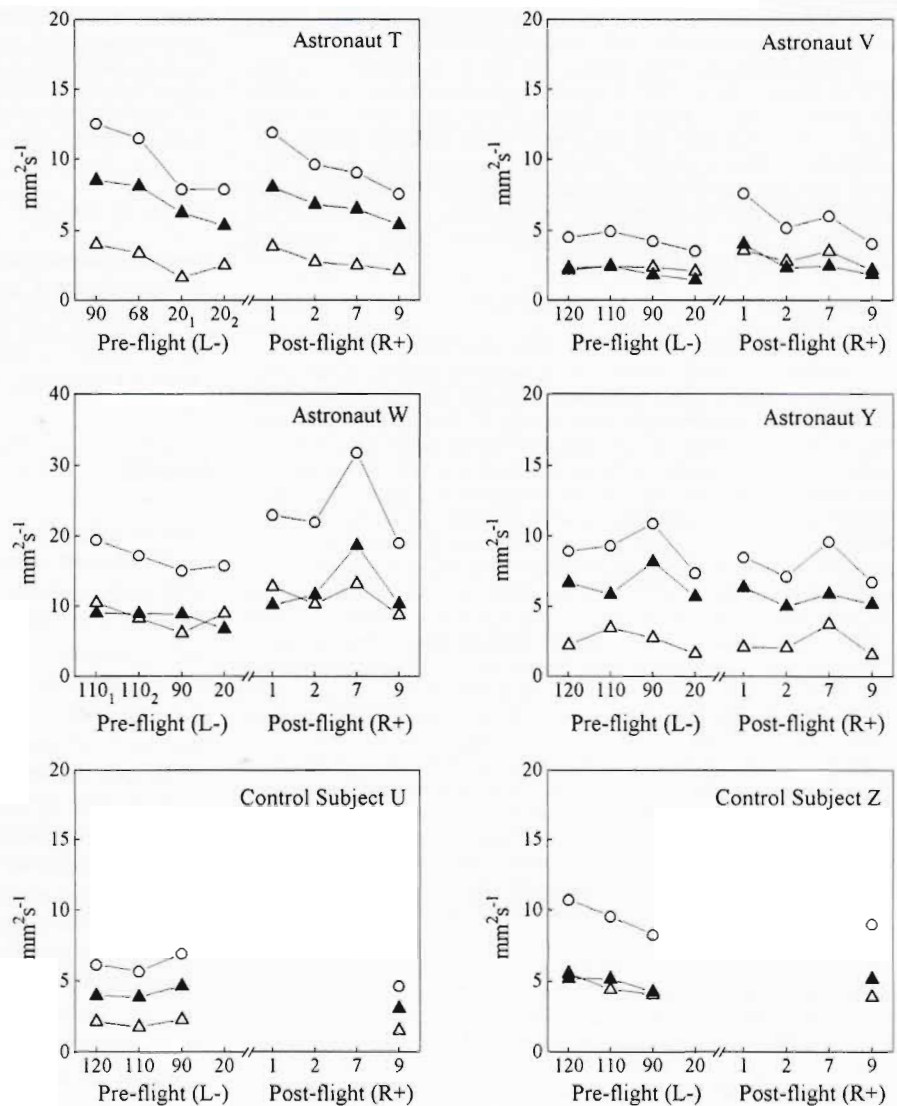 20
Astronaut T
15
10
5
0
mm²s⁻¹
90 68 20₁ 20₂ 1 2 7 9
Pre-flight (L-) Post-flight (R+)
20
Astronaut V
15
10
5
0
mm²s⁻¹
120 110 90 20 1 2 7 9
Pre-flight (L-) Post-flight (R+)
40
Astronaut W
30
20
10
0
mm²s⁻¹
110₁ 110₂ 90 20 1 2 7 9
Pre-flight (L-) Post-flight (R+)
20
Astronaut Y
15
10
5
0
mm²s⁻¹
120 110 90 20 1 2 7 9
Pre-flight (L-) Post-flight (R+)
20
Control Subject U
15
10
5
0
mm²s⁻¹
120 110 90 20 1 2 7 9
Pre-flight (L-) Post-flight (R+)
20
Control Subject Z
15
10
5
0
mm²s⁻¹
120 110 90 20 1 2 7 9
Pre-flight (L-) Post-flight (R+)